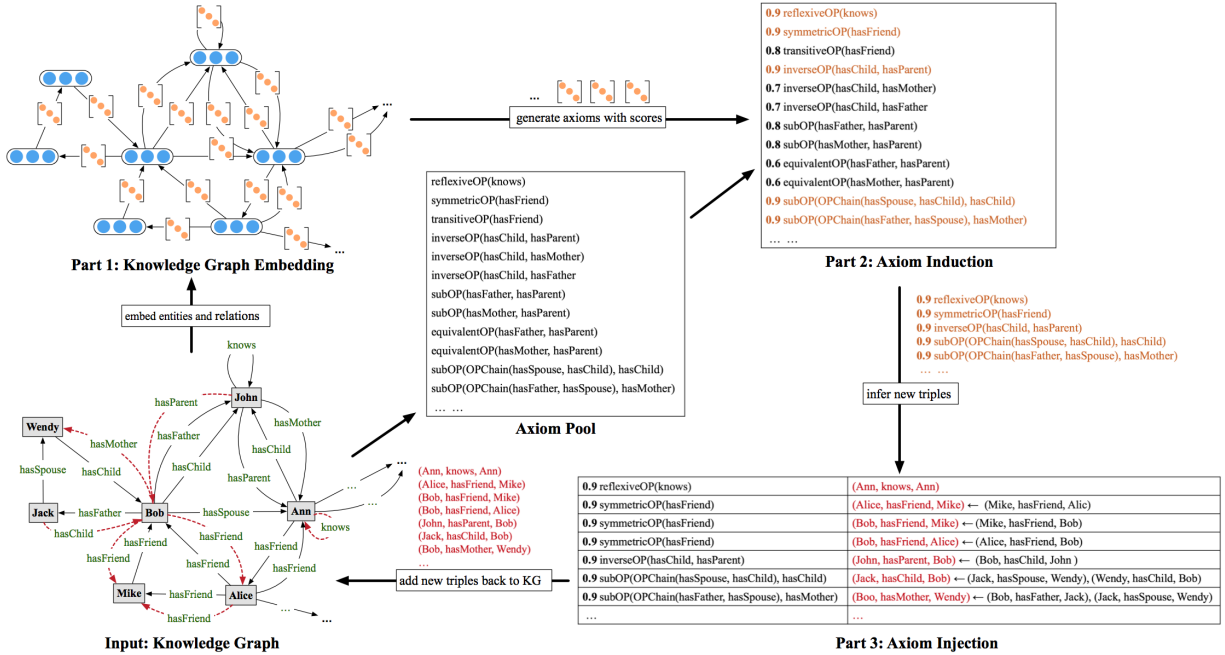 ...
generate axioms with scores
...
Part 1: Knowledge Graph Embedding
embed entities and relations
0.9 reflexiveOP(knows)
0.9 symmetricOP(hasFriend)
0.8 transitiveOP(hasFriend)
0.9 inverseOP(hasChild, hasParent)
0.7 inverseOP(hasChild, hasMother)
0.7 inverseOP(hasChild, hasFather
0.8 subOP(hasFather, hasParent)
0.8 subOP(hasMother, hasParent)
0.6 equivalentOP(hasFather, hasParent)
0.6 equivalentOP(hasMother, hasParent)
0.9 subOP(OPChain(hasSpouse, hasChild), hasChild)
0.9 subOP(OPChain(hasFather, hasSpouse), hasMother)
... ...
Part 2: Axiom Induction
reflexiveOP(knows)
symmetricOP(hasFriend)
transitiveOP(hasFriend)
inverseOP(hasChild, hasParent)
inverseOP(hasChild, hasMother)
inverseOP(hasChild, hasFather
subOP(hasFather, hasParent)
subOP(hasMother, hasParent)
equivalentOP(hasFather, hasParent)
equivalentOP(hasMother, hasParent)
subOP(OPChain(hasSpouse, hasChild), hasChild)
subOP(OPChain(hasFather, hasSpouse), hasMother)
... ...
Axiom Pool
0.9 reflexiveOP(knows)
0.9 symmetricOP(hasFriend)
0.9 inverseOP(hasChild, hasParent)
0.9 subOP(OPChain(hasSpouse, hasChild), hasChild)
0.9 subOP(OPChain(hasFather, hasSpouse), hasMother)
... ...
infer new triples
knows
John
hasParent
hasMother
Wendy
hasFather
hasMother
hasChild
hasChild
hasChild
hasSpouse
hasParent
...
Jack
hasFather
Bob
hasSpouse
Ann
...
...
hasChild
knows
hasFriend
hasFriend
hasFriend
hasFriend
hasFriend
hasFriend
Mike
hasFriend
Alice
hasFriend
...
...
Input: Knowledge Graph
(Ann, knows, Ann)
(Alice, hasFriend, Mike)
(Bob, hasFriend, Mike)
(Bob, hasFriend, Alice)
(John, hasParent, Bob)
(Jack, hasChild, Bob)
(Bob, hasMother, Wendy)
...
add new triples back to KG
0.9 reflexiveOP(knows) (Ann, knows, Ann)
0.9 symmetricOP(hasFriend) (Alice, hasFriend, Mike) ← (Mike, hasFriend, Alic)
0.9 symmetricOP(hasFriend) (Bob, hasFriend, Mike) ← (Mike, hasFriend, Bob)
0.9 symmetricOP(hasFriend) (Bob, hasFriend, Alice) ← (Alice, hasFriend, Bob)
0.9 inverseOP(hasChild, hasParent) (John, hasParent, Bob) ← (Bob, hasChild, John )
0.9 subOP(OPChain(hasSpouse, hasChild), hasChild) (Jack, hasChild, Bob) ← (Jack, hasSpouse, Wendy), (Wendy, hasChild, Bob)
0.9 subOP(OPChain(hasFather, hasSpouse), hasMother) (Boo, hasMother, Wendy) ← (Bob, hasFather, Jack), (Jack, hasSpouse, Wendy)
... ...
Part 3: Axiom Injection